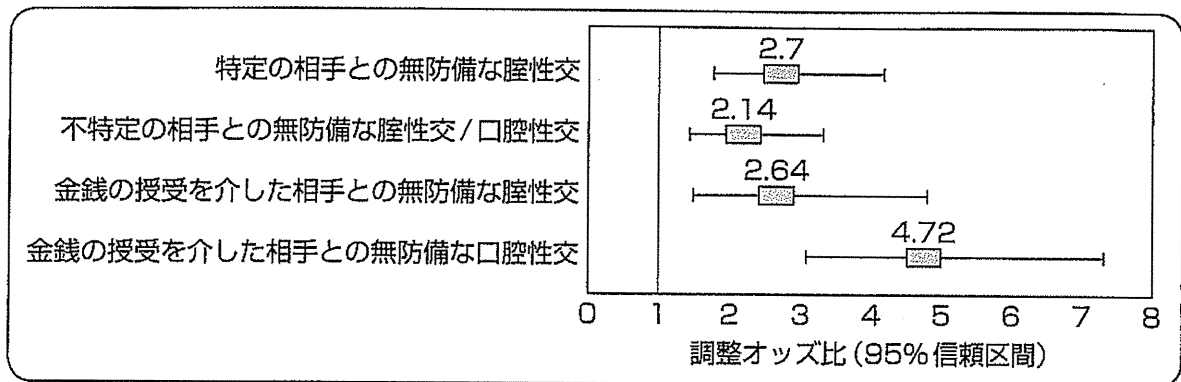 特定の相手との無防備な腟性交
2.7
不特定の相手との無防備な腟性交/口腔性交
2.14
金銭の授受を介した相手との無防備な腟性交
2.64
金銭の授受を介した相手との無防備な口腔性交
4.72
0 1 2 3 4 5 6 7 8
調整オッズ比(95%信頼区間)